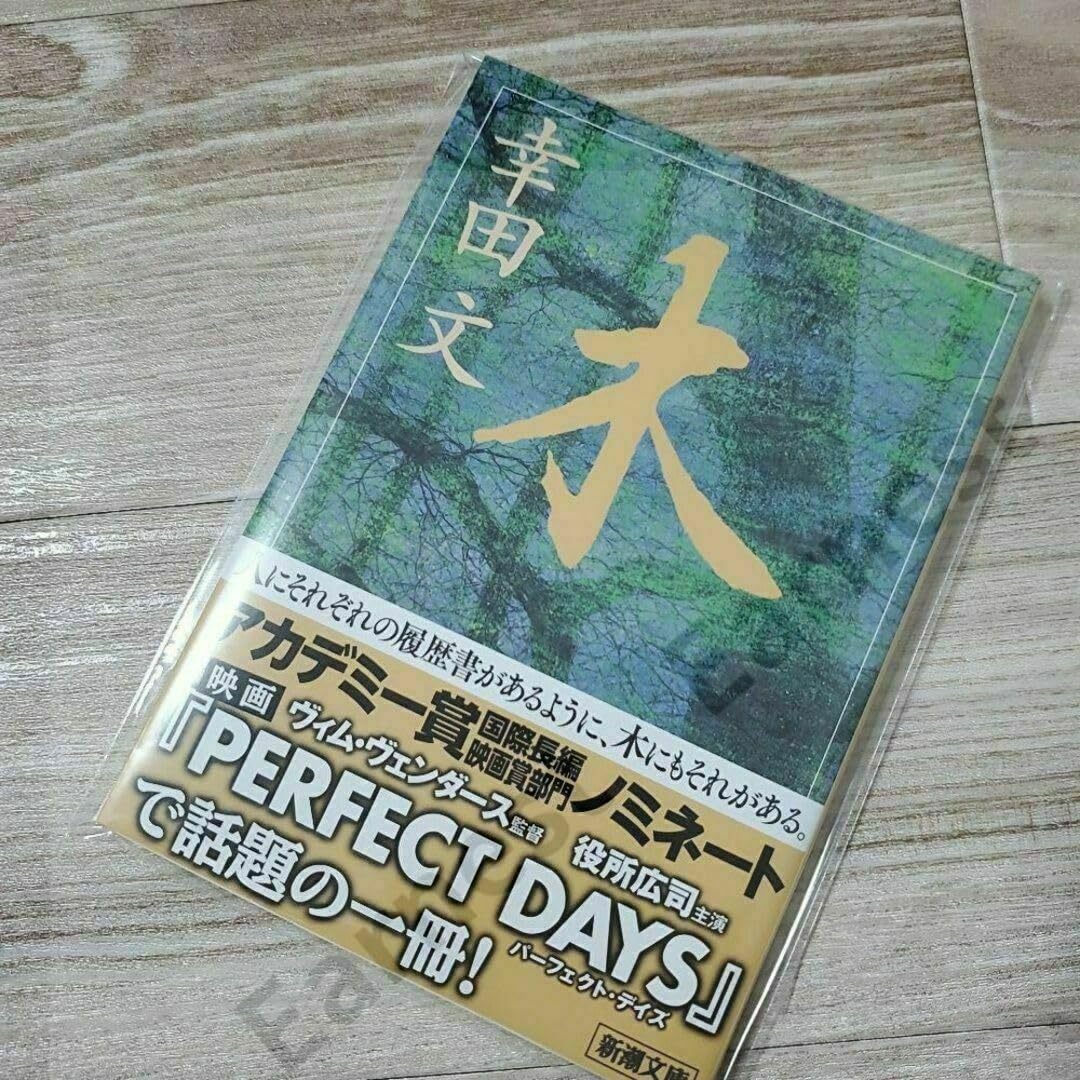 幸田 文
木
人にそれぞれの履歴書があるように、木にもそれがある。
アカデミー賞国際長編映画賞部門ノミネート
映画 ヴィム・ヴェンダース監督 役所広司主演
『PERFECT DAYS』
パーフェクト・デイズ
で話題の一冊!
新潮文庫